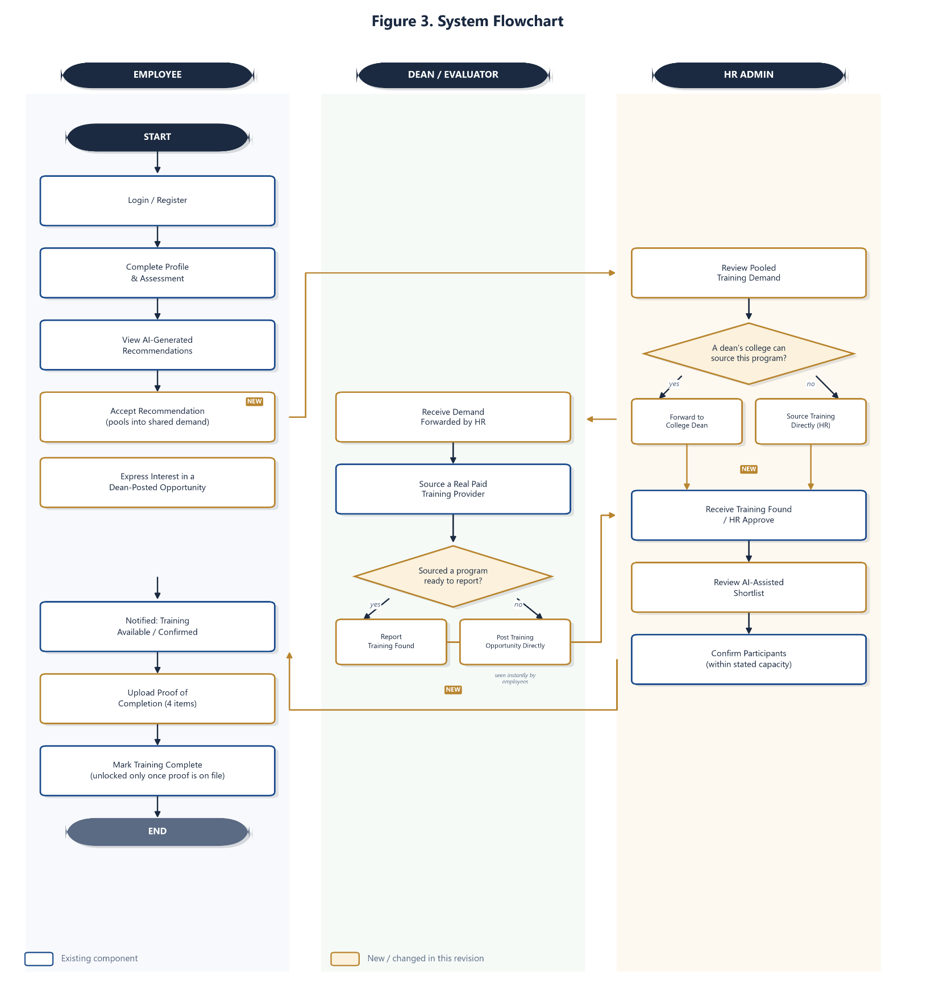 Figure 3. System Flowchart
EMPLOYEE
START
Login / Register
Complete Profile
& Assessment
View AI-Generated
Recommendations
NEW
Accept Recommendation
(pools into shared demand)
Express Interest in a
Dean-Posted Opportunity
Notified: Training
Available / Confirmed
Upload Proof of
Completion (4 items)
Mark Training Complete
(unlocked only once proof is on file)
END
DEAN / EVALUATOR
Receive Demand
Forwarded by HR
Source a Real Paid
Training Provider
Sourced a program
ready to report?
yes
no
Report
Training Found
Post Training
Opportunity Directly
seen instantly by
employees
NEW
HR ADMIN
Review Pooled
Training Demand
A dean's college can
source this program?
yes
no
Forward to
College Dean
Source Training
Directly (HR)
NEW
Receive Training Found
/ HR Approve
Review AI-Assisted
Shortlist
Confirm Participants
(within stated capacity)
Existing component
New / changed in this revision